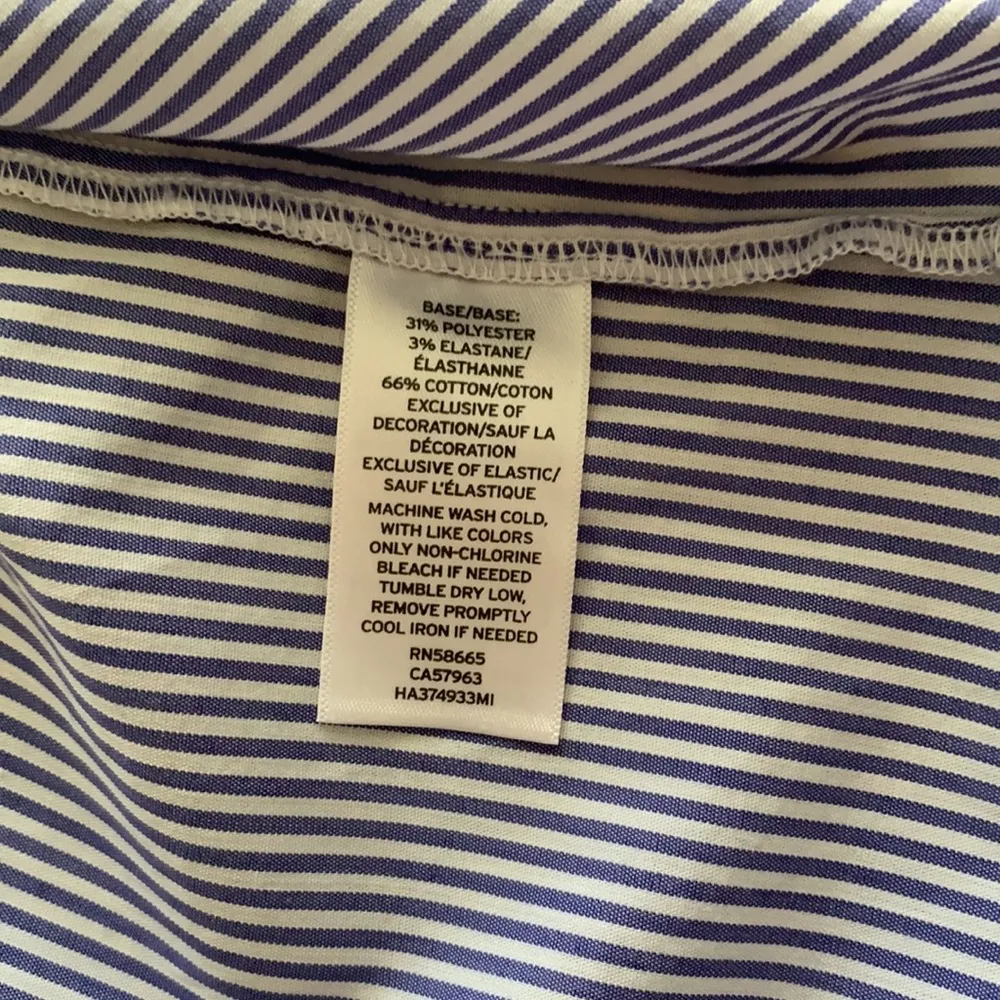 BASE/BASE:
31% POLYESTER
3% ELASTANE/
ÉLASTHANNE
66% COTTON/COTON
EXCLUSIVE OF
DECORATION/SAUF LA
DÉCORATION
EXCLUSIVE OF ELASTIC/
SAUF L'ÉLASTIQUE
MACHINE WASH COLD,
WITH LIKE COLORS
ONLY NON-CHLORINE
BLEACH IF NEEDED
TUMBLE DRY LOW,
REMOVE PROMPTLY
COOL IRON IF NEEDED
RN58665
CA57963
HA374933MI